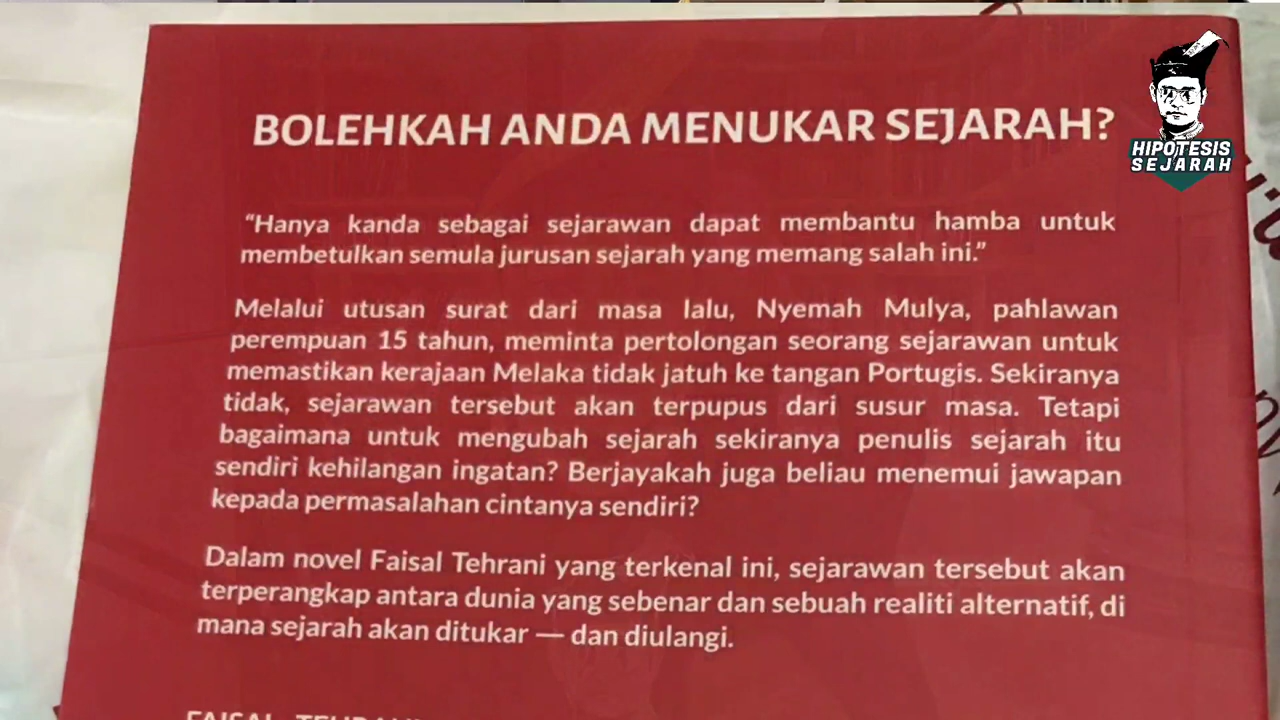 BOLEHKAH ANDA MENUKAR SEJARAH?
HIPOTESIS
SEJARAH
“Hanya kanda sebagai sejarawan dapat membantu hamba untuk
membetulkan semula jurusan sejarah yang memang salah ini.”
Melalui utusan surat dari masa lalu, Nyemah Mulya, pahlawan
perempuan 15 tahun, meminta pertolongan seorang sejarawan untuk
memastikan kerajaan Melaka tidak jatuh ke tangan Portugis. Sekiranya
tidak, sejarawan tersebut akan terpupus dari susur masa. Tetapi
bagaimana untuk mengubah sejarah sekiranya penulis sejarah itu
sendiri kehilangan ingatan? Berjayakah juga beliau menemui jawapan
kepada permasalahan cintanya sendiri?
Dalam novel Faisal Tehrani yang terkenal ini, sejarawan tersebut akan
terperangkap antara dunia yang sebenar dan sebuah realiti alternatif, di
mana sejarah akan ditukar — dan diulangi.